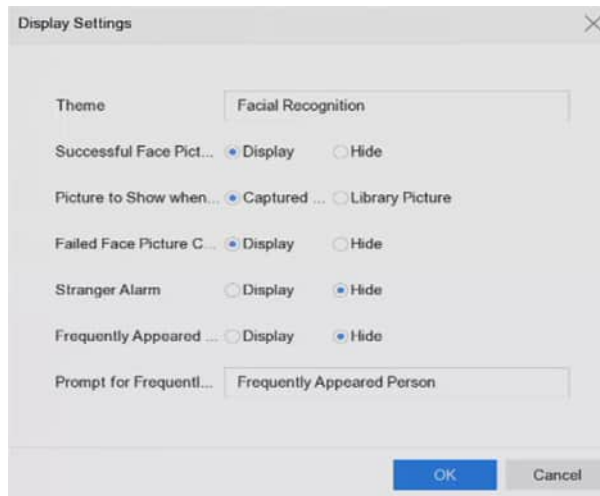 Display Settings
Theme Facial Recognition
Successful Face Pict... Display Hide
Picture to Show when... Captured ... Library Picture
Failed Face Picture C... Display Hide
Stranger Alarm Display Hide
Frequently Appeared ... Display Hide
Prompt for Frequentl... Frequently Appeared Person
OK Cancel